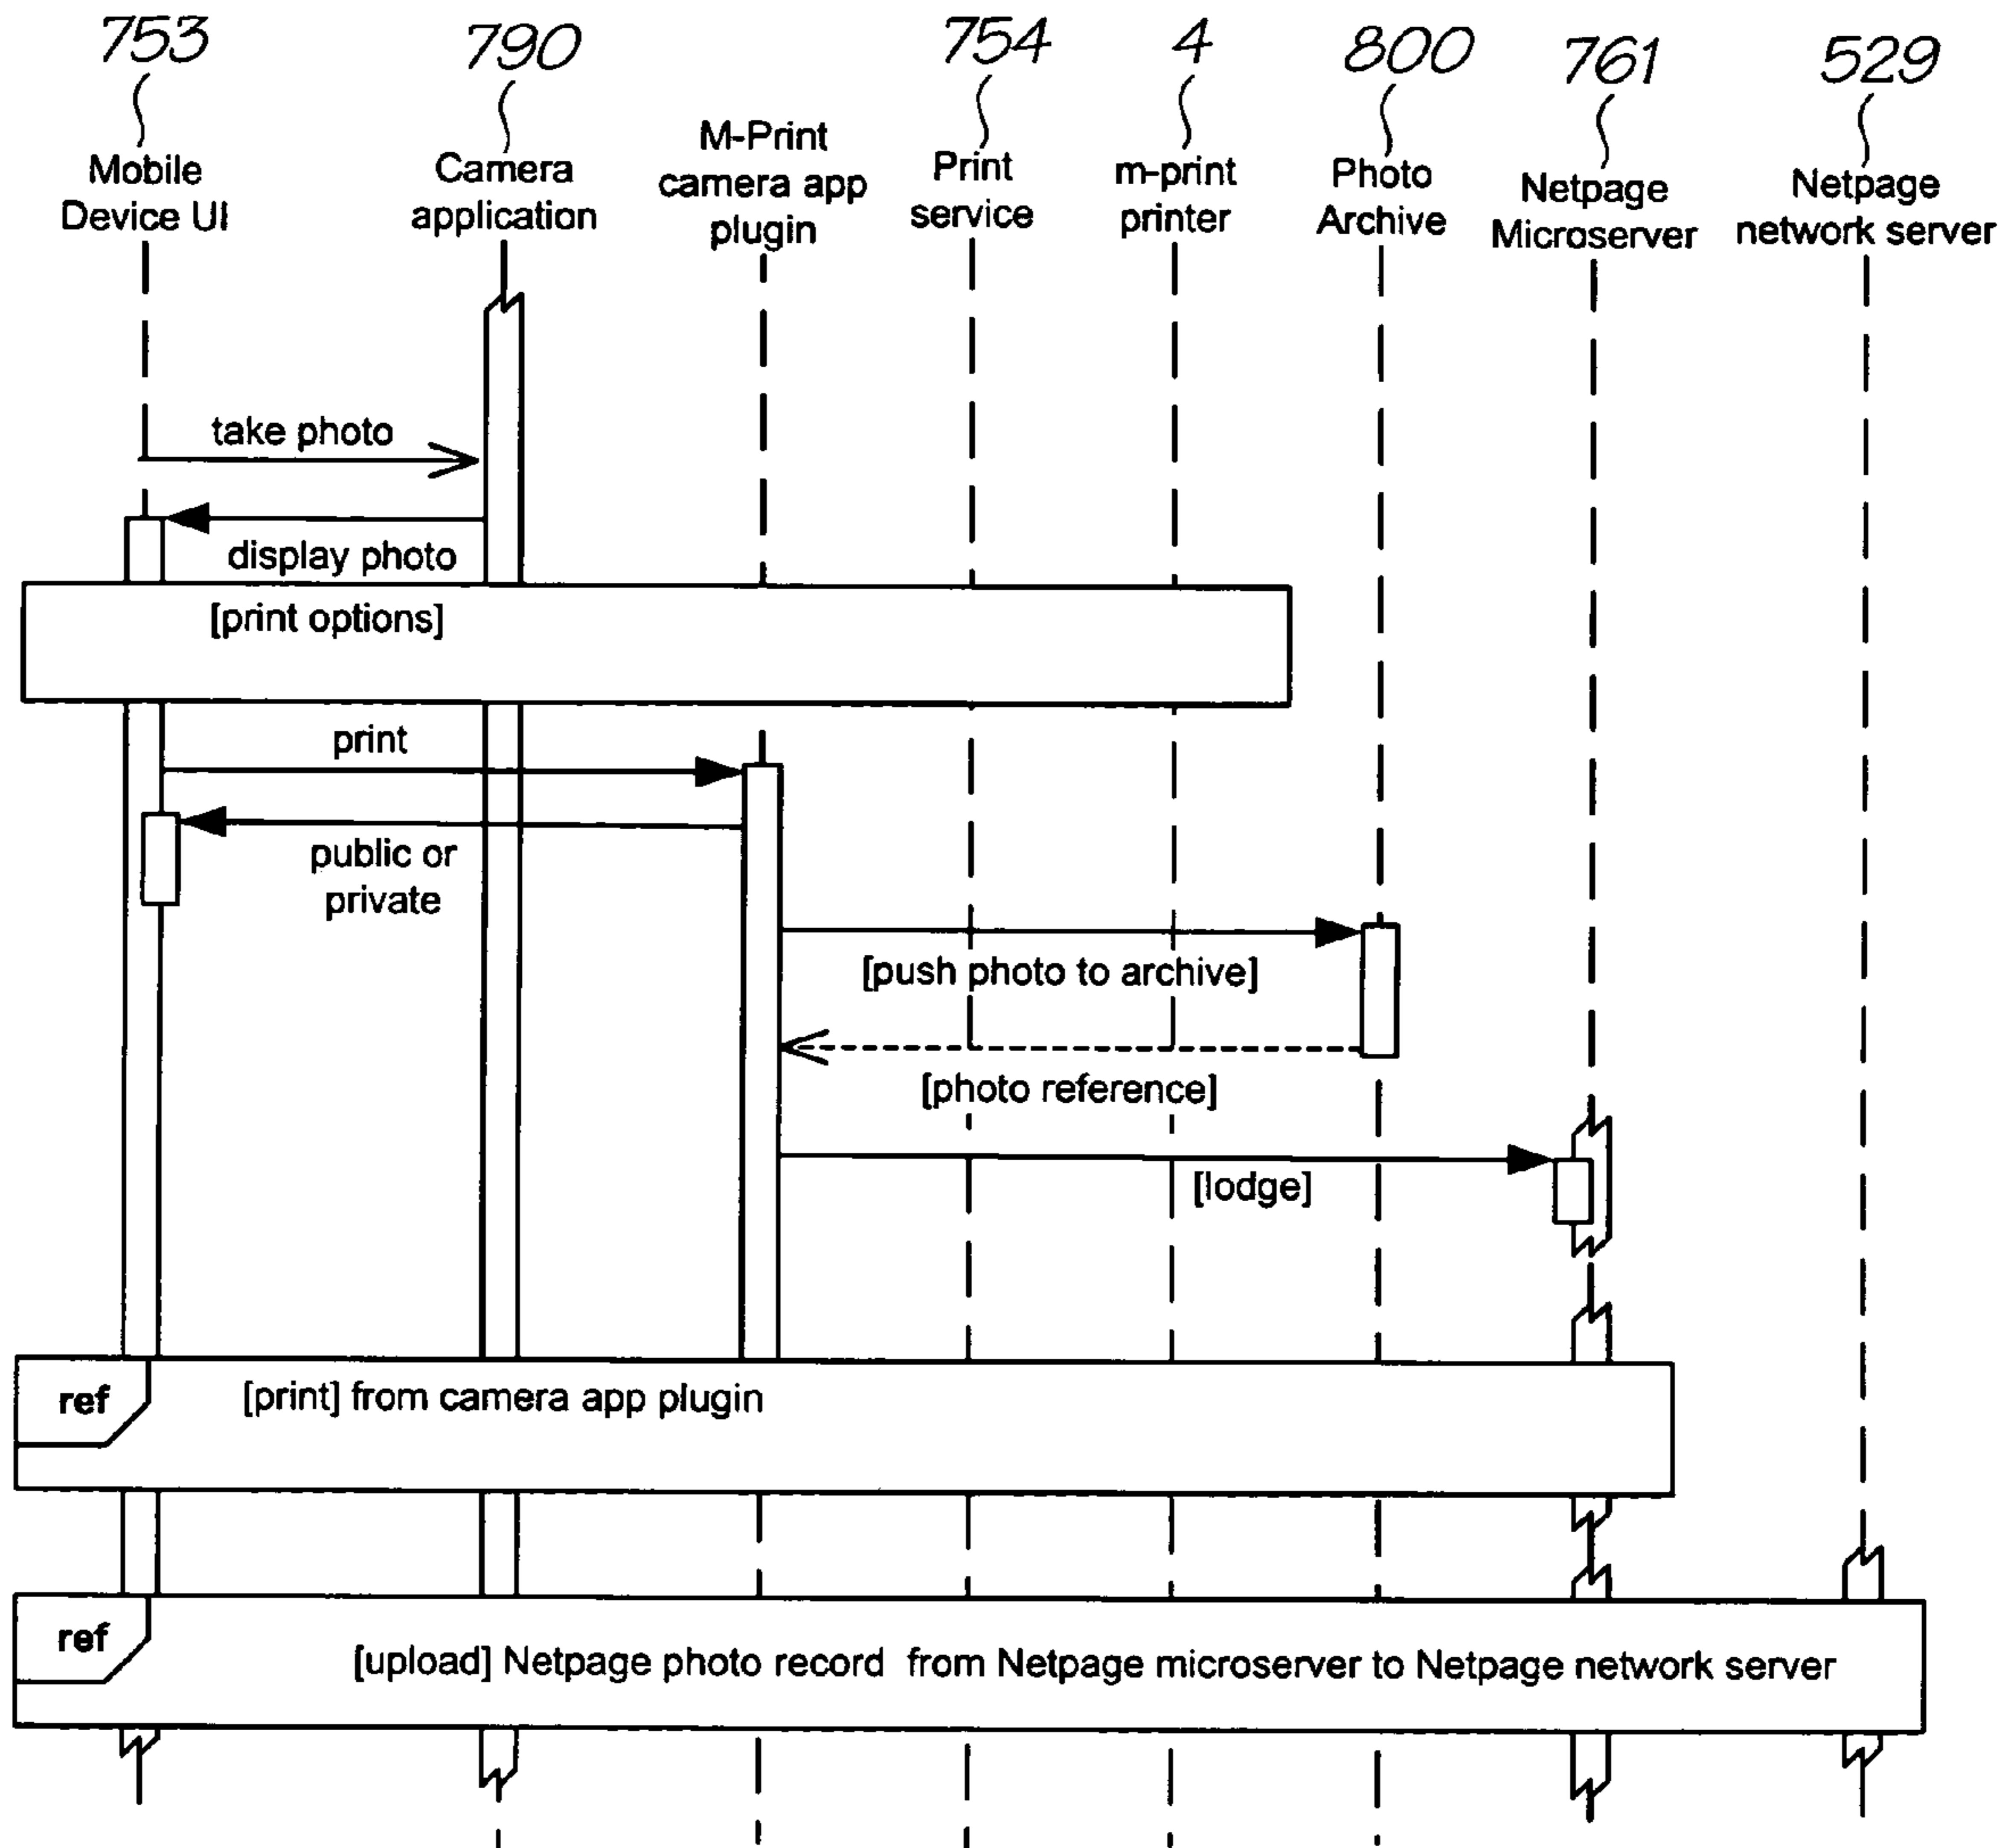 753
790
754
4
800
761
529
Mobile
Device UI
Camera
application
M-Print
camera app
plugin
Print
service
m-print
printer
Photo
Archive
Netpage
Microserver
Netpage
network server
take photo
display photo
[print options]
print
public or
private
[push photo to archive]
[photo reference]
[lodge]
ref
[print] from camera app plugin
ref
[upload] Netpage photo record from Netpage microserver to Netpage network server